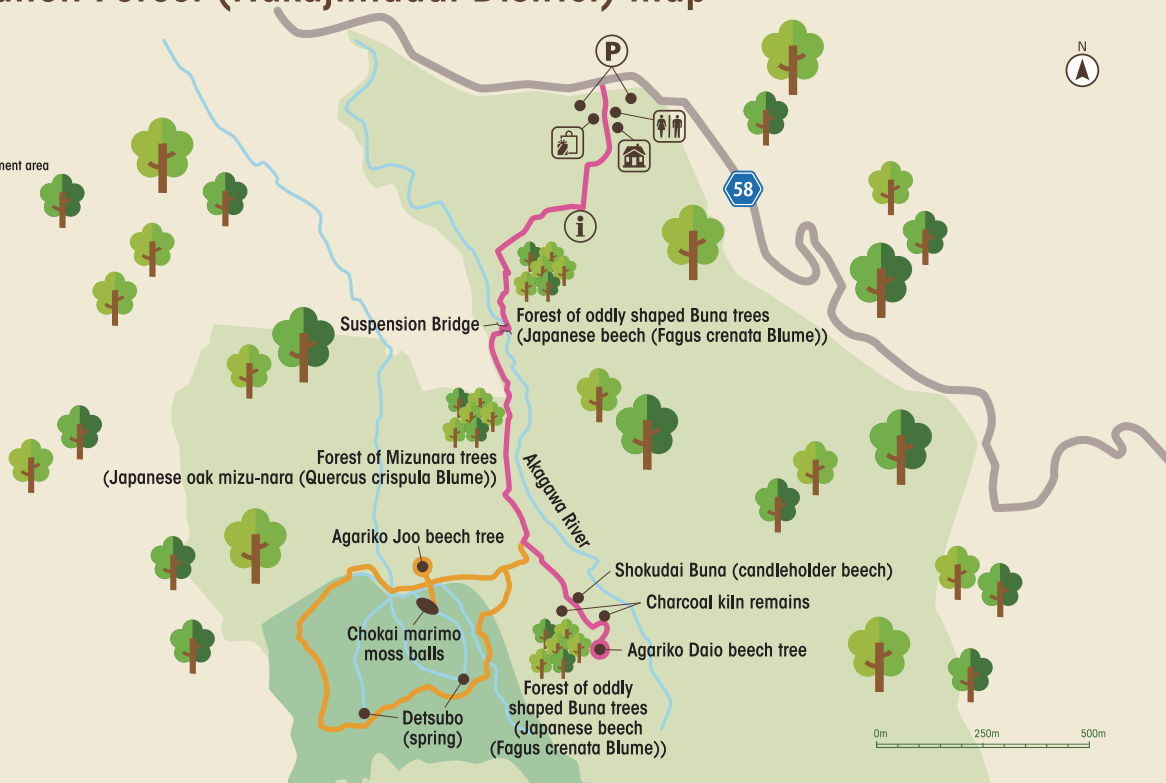 (Nakajimadai District) Map
N
P
ment area
58
i
Suspension Bridge
Forest of oddly shaped Buna trees
(Japanese beech (Fagus crenata Blume))
Forest of Mizunara trees
(Japanese oak mizu-nara (Quercus crispula Blume))
Akagawa River
Agariko Joo beech tree
Shokudai Buna (candleholder beech)
Charcoal kiln remains
Chokai marimo
moss balls
Agariko Daio beech tree
Forest of oddly
shaped Buna trees
(Japanese beech
(Fagus crenata Blume))
Detsubo
(spring)
0m 250m 500m